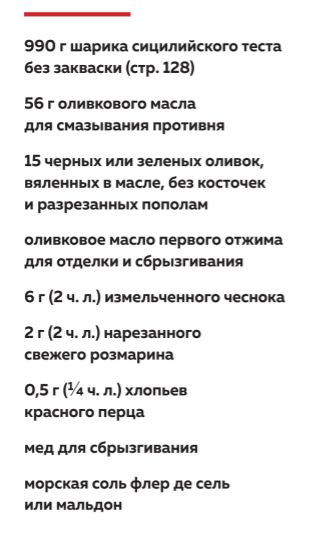 990 г шарика сицилийского теста
без закваски (стр. 128)
56 г оливкового масла
для смазывания противня
15 черных или зеленых оливок,
вяленных в масле, без косточек
и разрезанных пополам
оливковое масло первого отжима
для отделки и сбрызгивания
6 г (2 ч. л.) измельченного чеснока
2 г (2 ч. л.) нарезанного
свежего розмарина
0,5 г (¼ ч. л.) хлопьев
красного перца
мед для сбрызгивания
морская соль флер де сель
или мальдон